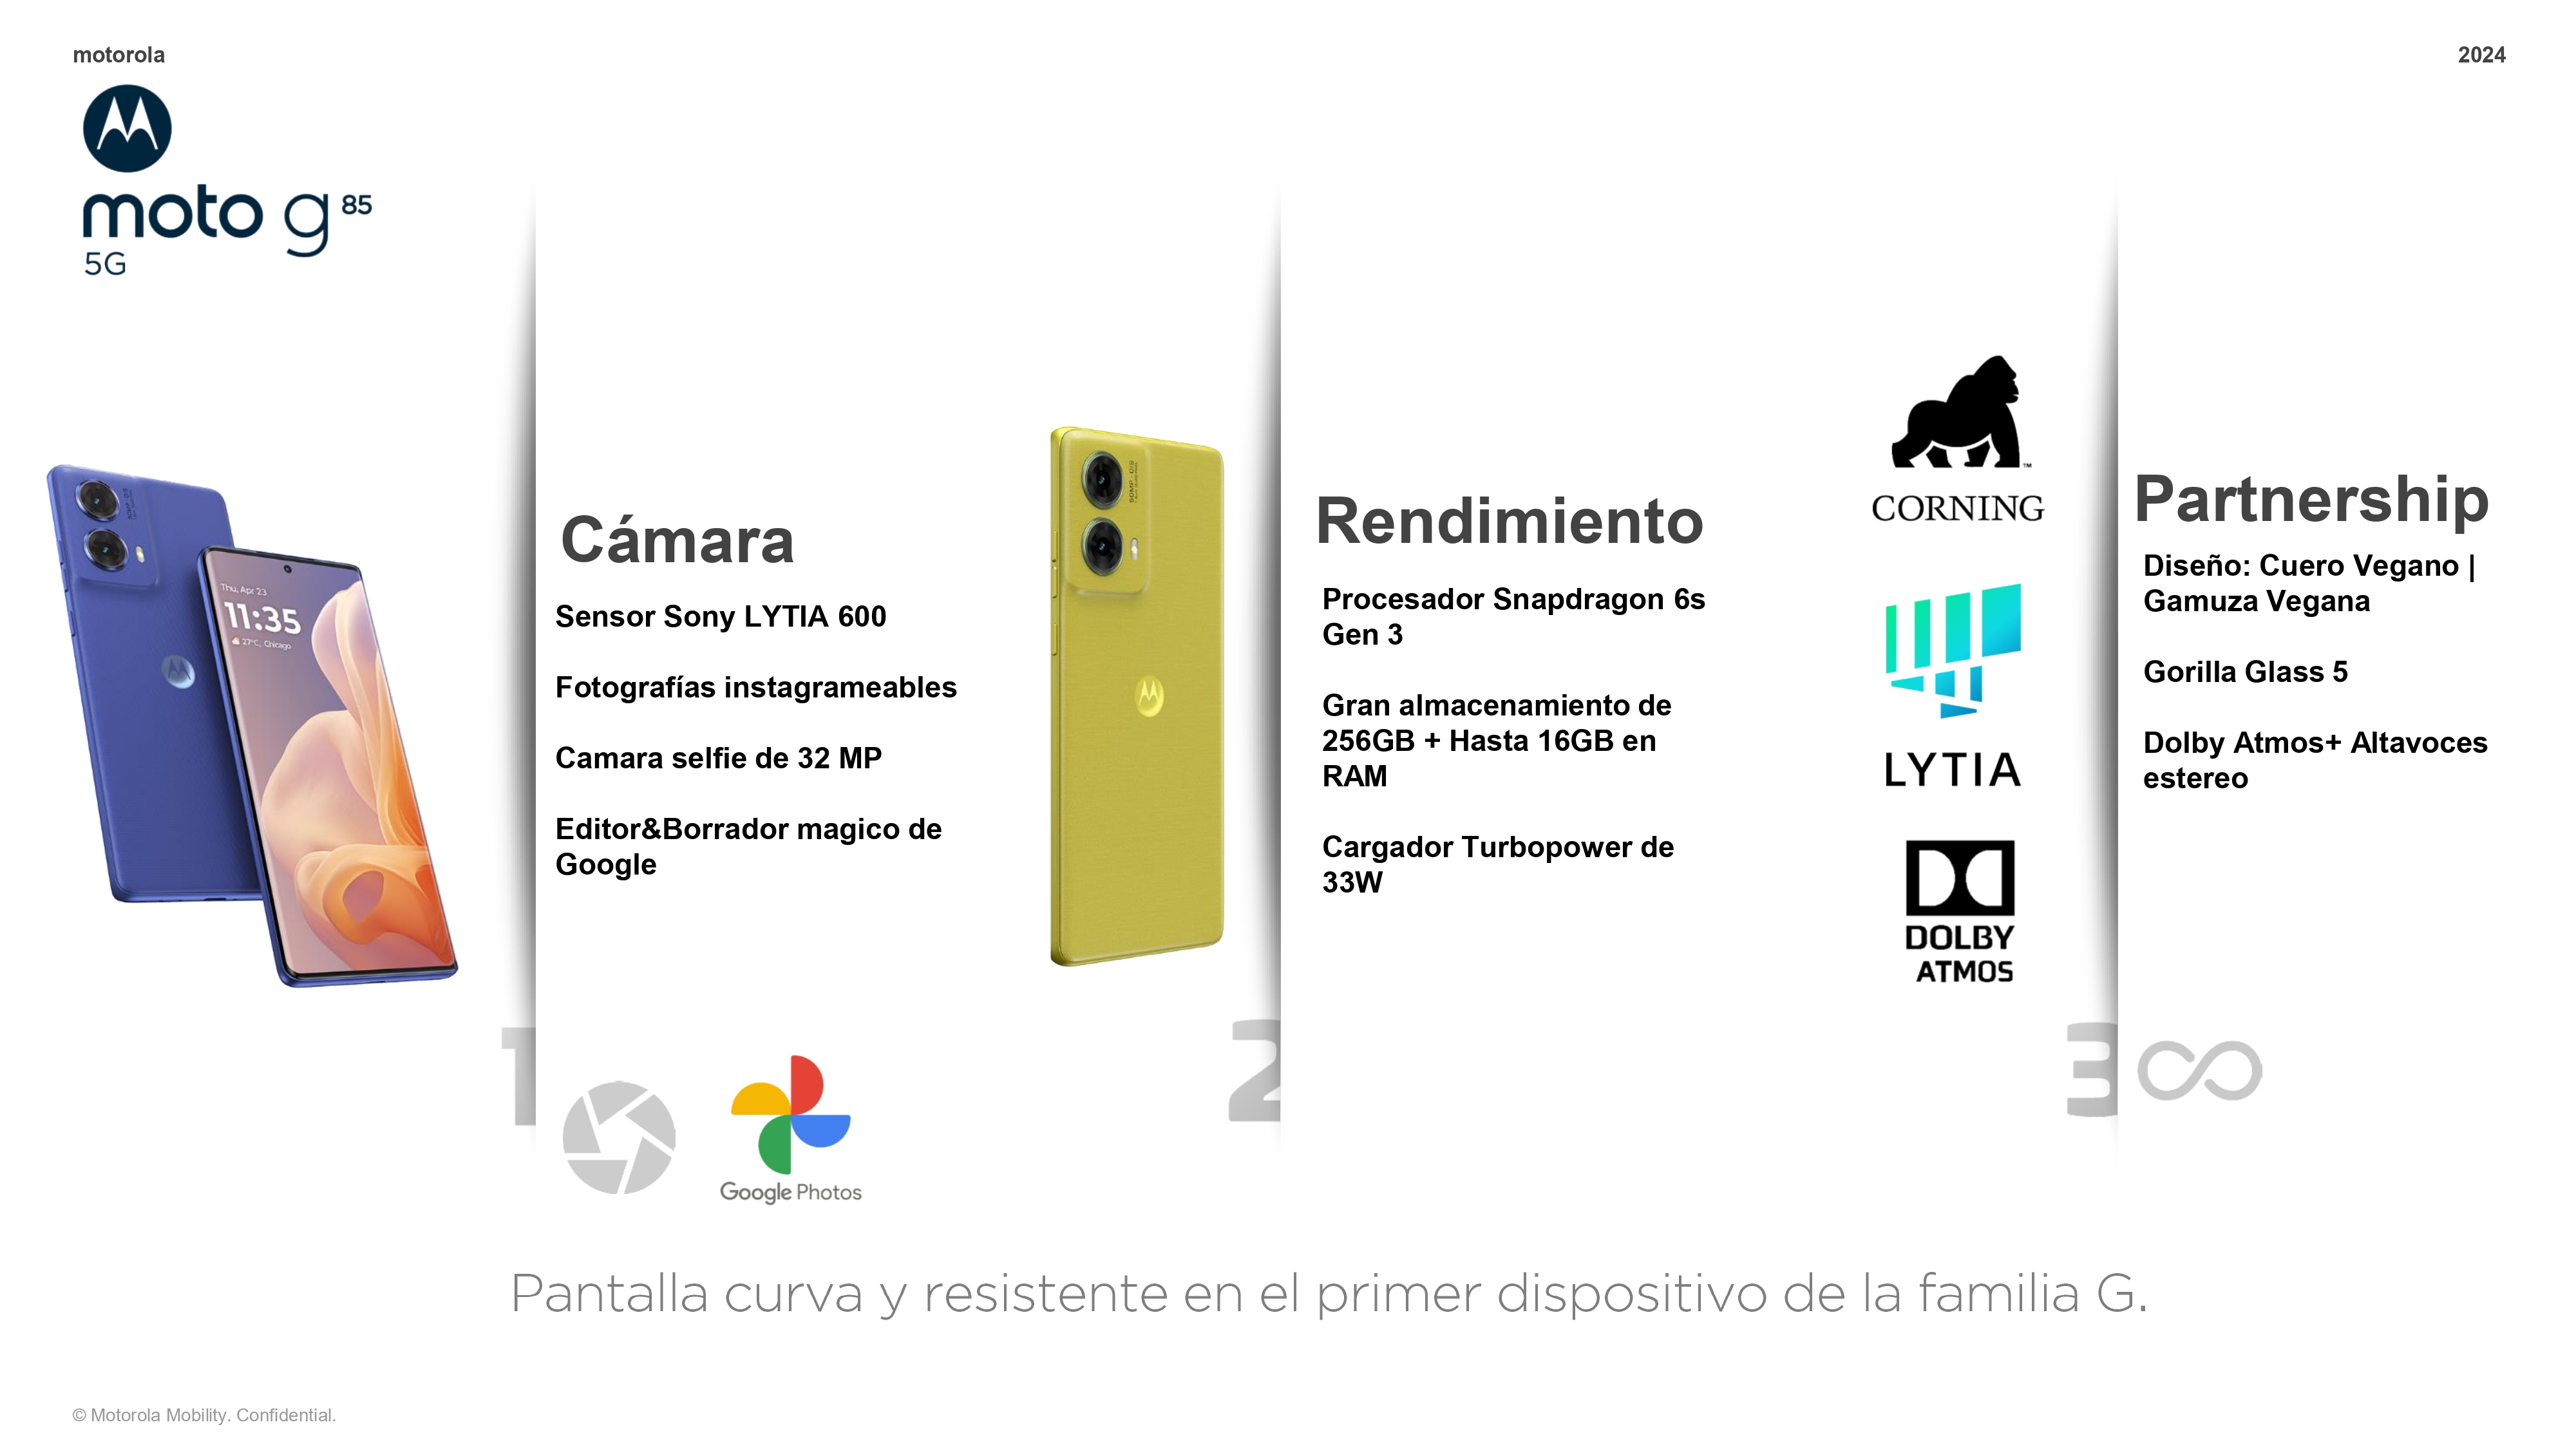 motorola
2024
moto g 85
5G
Thu, Apr 23
11:35
27°C, Chicago
Cámara
Sensor Sony LYTIA 600
Fotografías instagrameables
Camara selfie de 32 MP
Editor&Borrador magico de
Google
Google Photos
1
50MP - OIS
2
Rendimiento
Procesador Snapdragon 6s
Gen 3
Gran almacenamiento de
256GB + Hasta 16GB en
RAM
Cargador Turbopower de
33W
™
CORNING
LYTIA
DOLBY
ATMOS
3
Partnership
Diseño: Cuero Vegano |
Gamuza Vegana
Gorilla Glass 5
Dolby Atmos+ Altavoces
estereo
Pantalla curva y resistente en el primer dispositivo de la familia G.
© Motorola Mobility. Confidential.